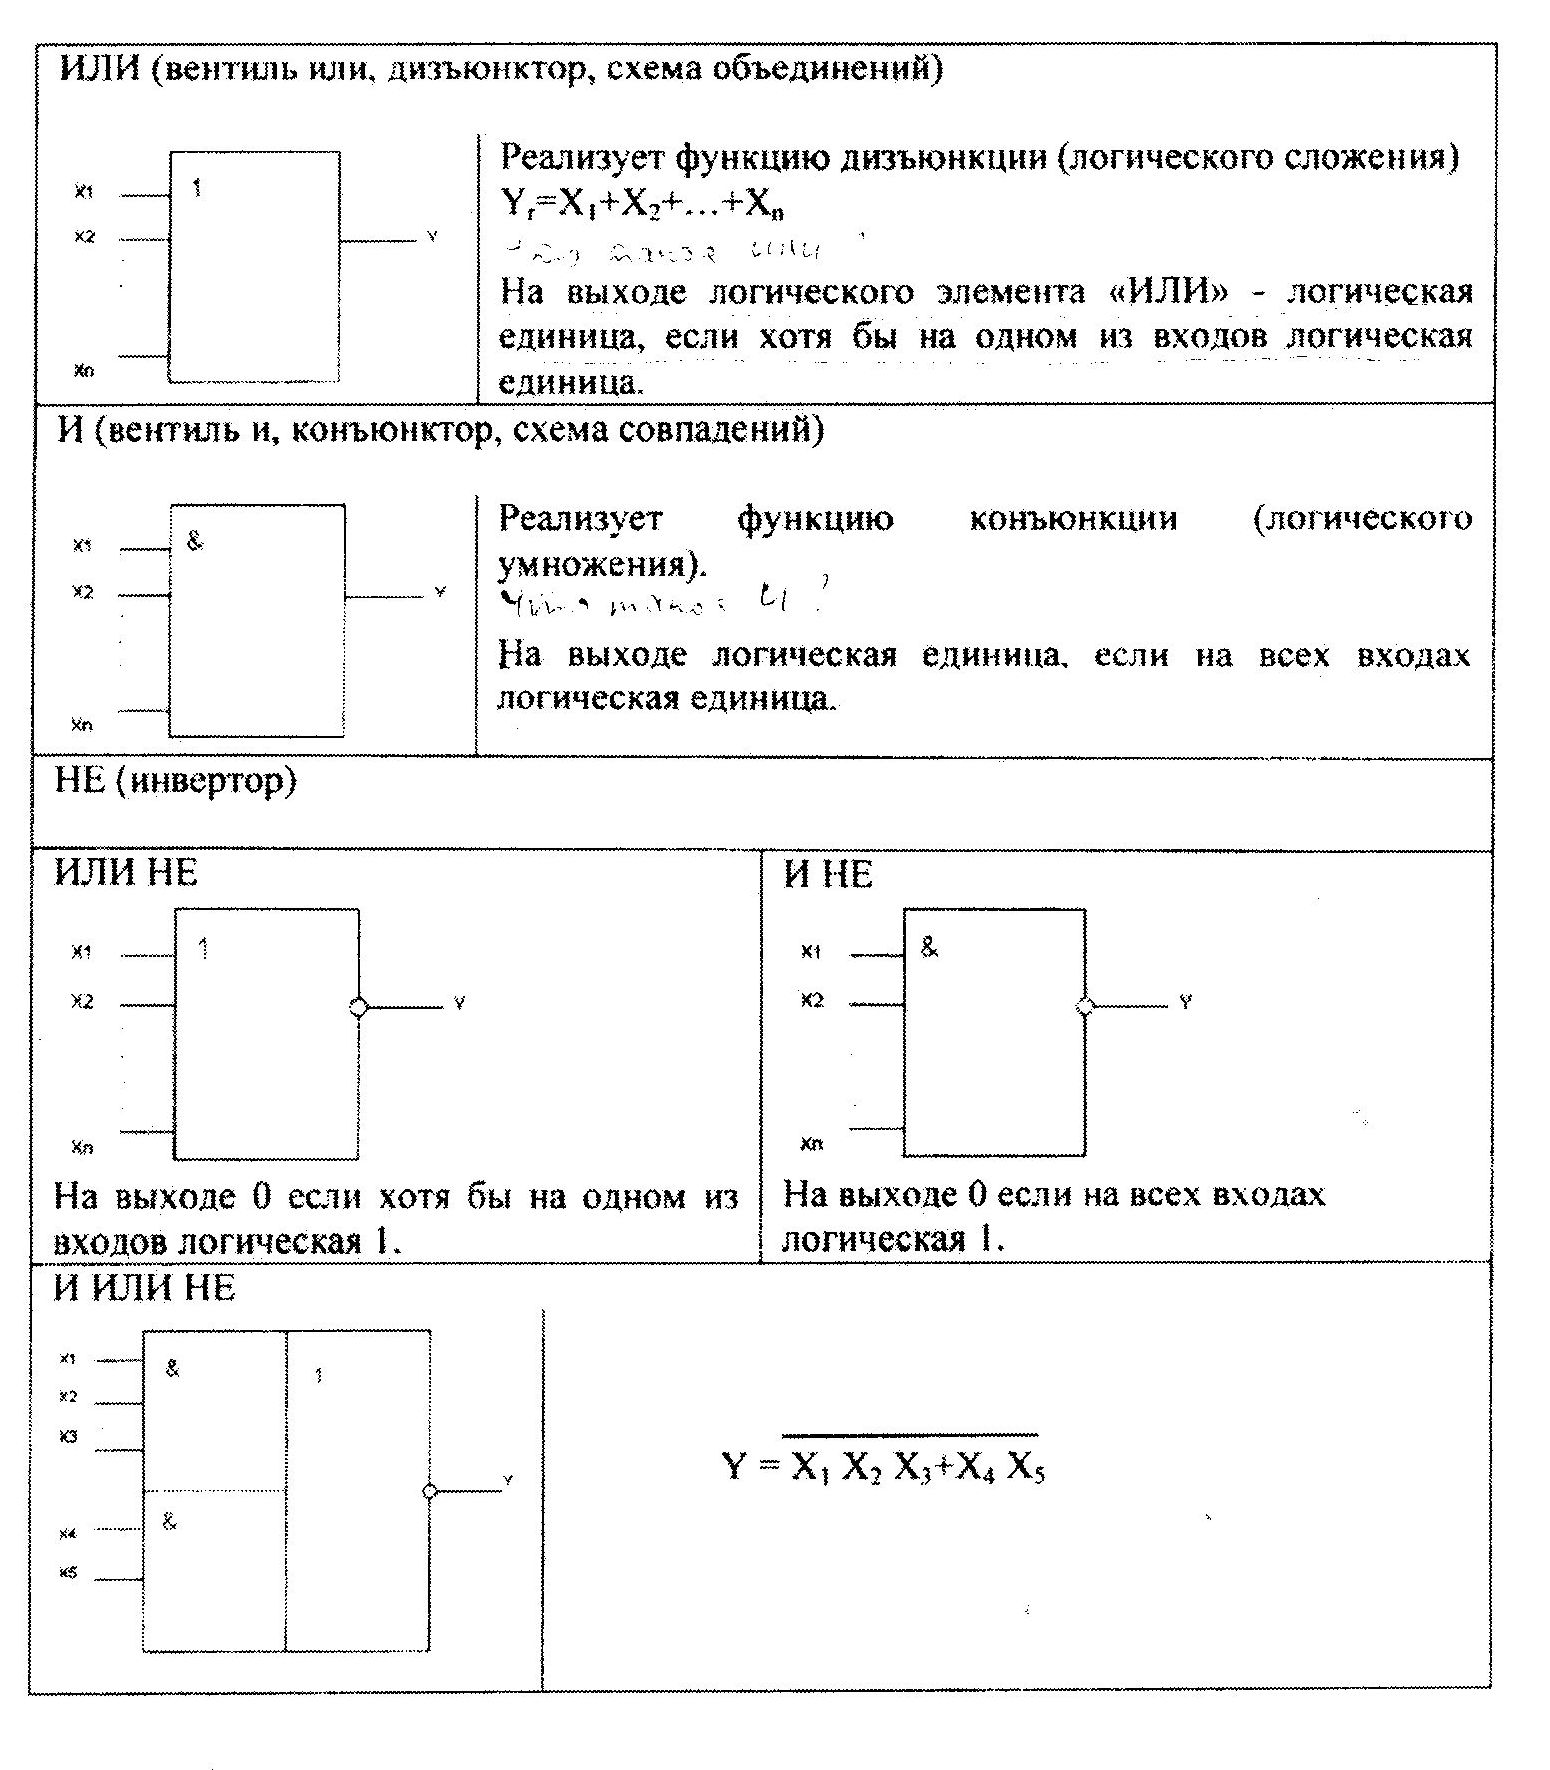 ИЛИ (вентиль или, дизъюнктор, схема объединений)
X1
1
X2
Y
Xn
Реализует функцию дизъюнкции (логического сложения)
Yr=X1+X2+...+Xn
что такое или ?
На выходе логического элемента «ИЛИ» - логическая
единица, если хотя бы на одном из входов логическая
единица.
И (вентиль и, конъюнктор, схема совпадений)
X1
&
X2
Y
Xn
Реализует функцию конъюнкции (логического
умножения).
Что такое И ?
На выходе логическая единица, если на всех входах
логическая единица.
НЕ (инвертор)
ИЛИ НЕ
X1
1
X2
Y
Xn
На выходе 0 если хотя бы на одном из
входов логическая 1.
И НЕ
X1
&
X2
Y
Xn
На выходе 0 если на всех входах
логическая 1.
И ИЛИ НЕ
X1
&
1
X2
X3
Y
&
X4
X5
Y = X1 X2 X3+X4 X5